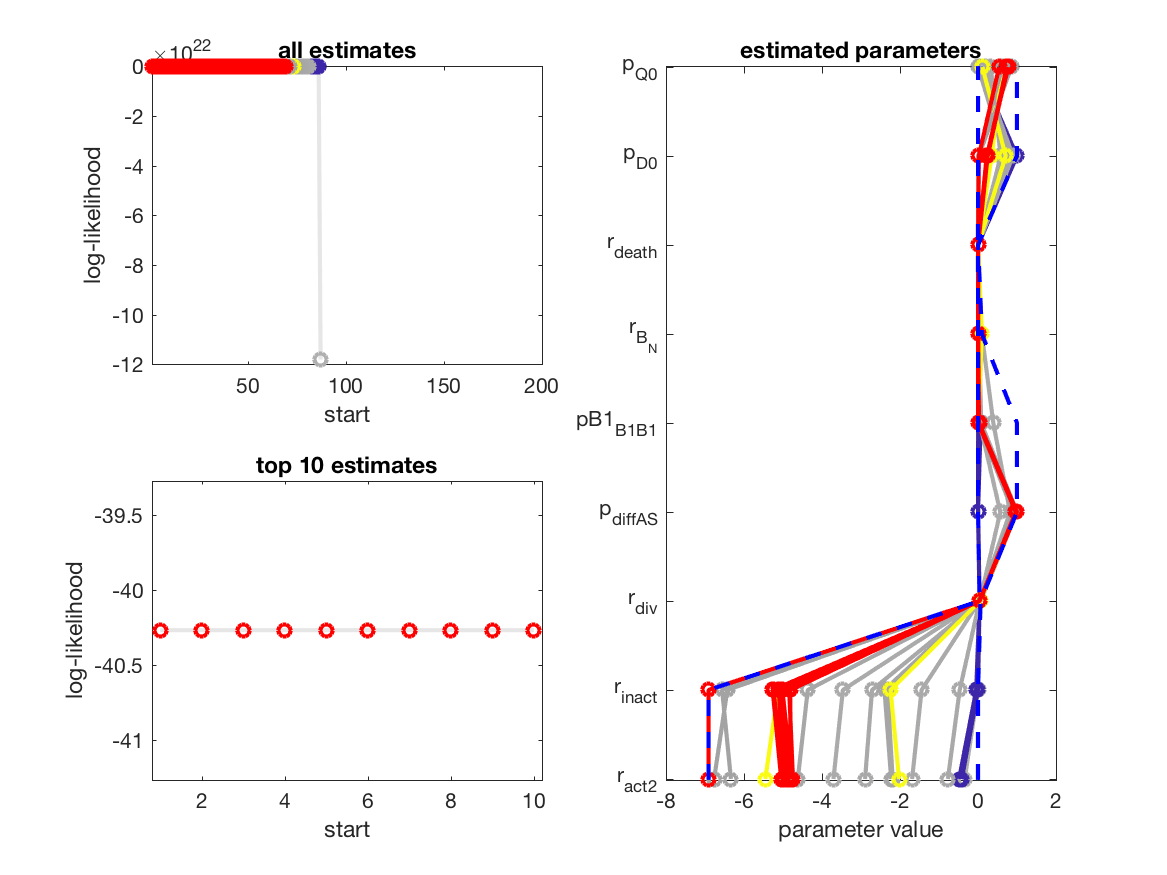 all estimates
×10^22
0
-2
-4
-6
-8
-10
-12
50
100
150
200
log-likelihood
start
top 10 estimates
-39.5
-40
-40.5
-41
2
4
6
8
10
log-likelihood
start
estimated parameters
p_Q0
p_D0
r_death
r_B_N
pB1_B1B1
p_diffAS
r_div
r_inact
r_act2
-8
-6
-4
-2
0
2
parameter value